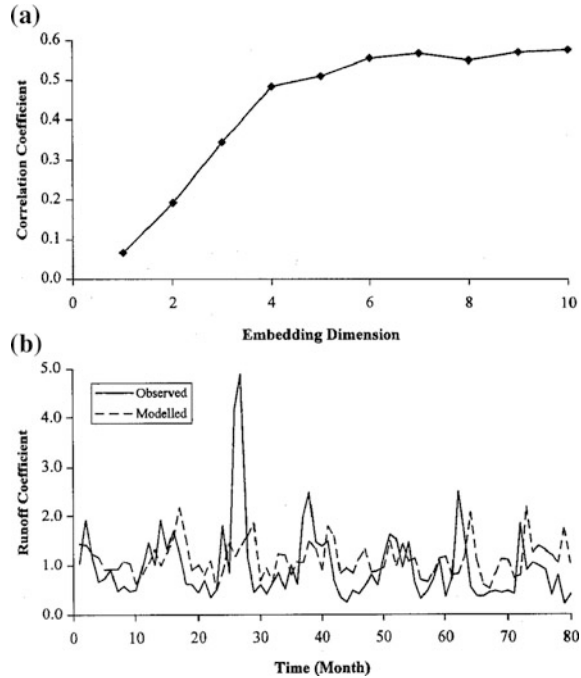 (a)
0.6
0.5
0.4
0.3
0.2
0.1
0.0
Correlation Coefficient
0 2 4 6 8 10
Embedding Dimension
(b)
5.0
4.0
3.0
2.0
1.0
0.0
Runoff Coefficient
Observed
Modelled
0 10 20 30 40 50 60 70 80
Time (Month)